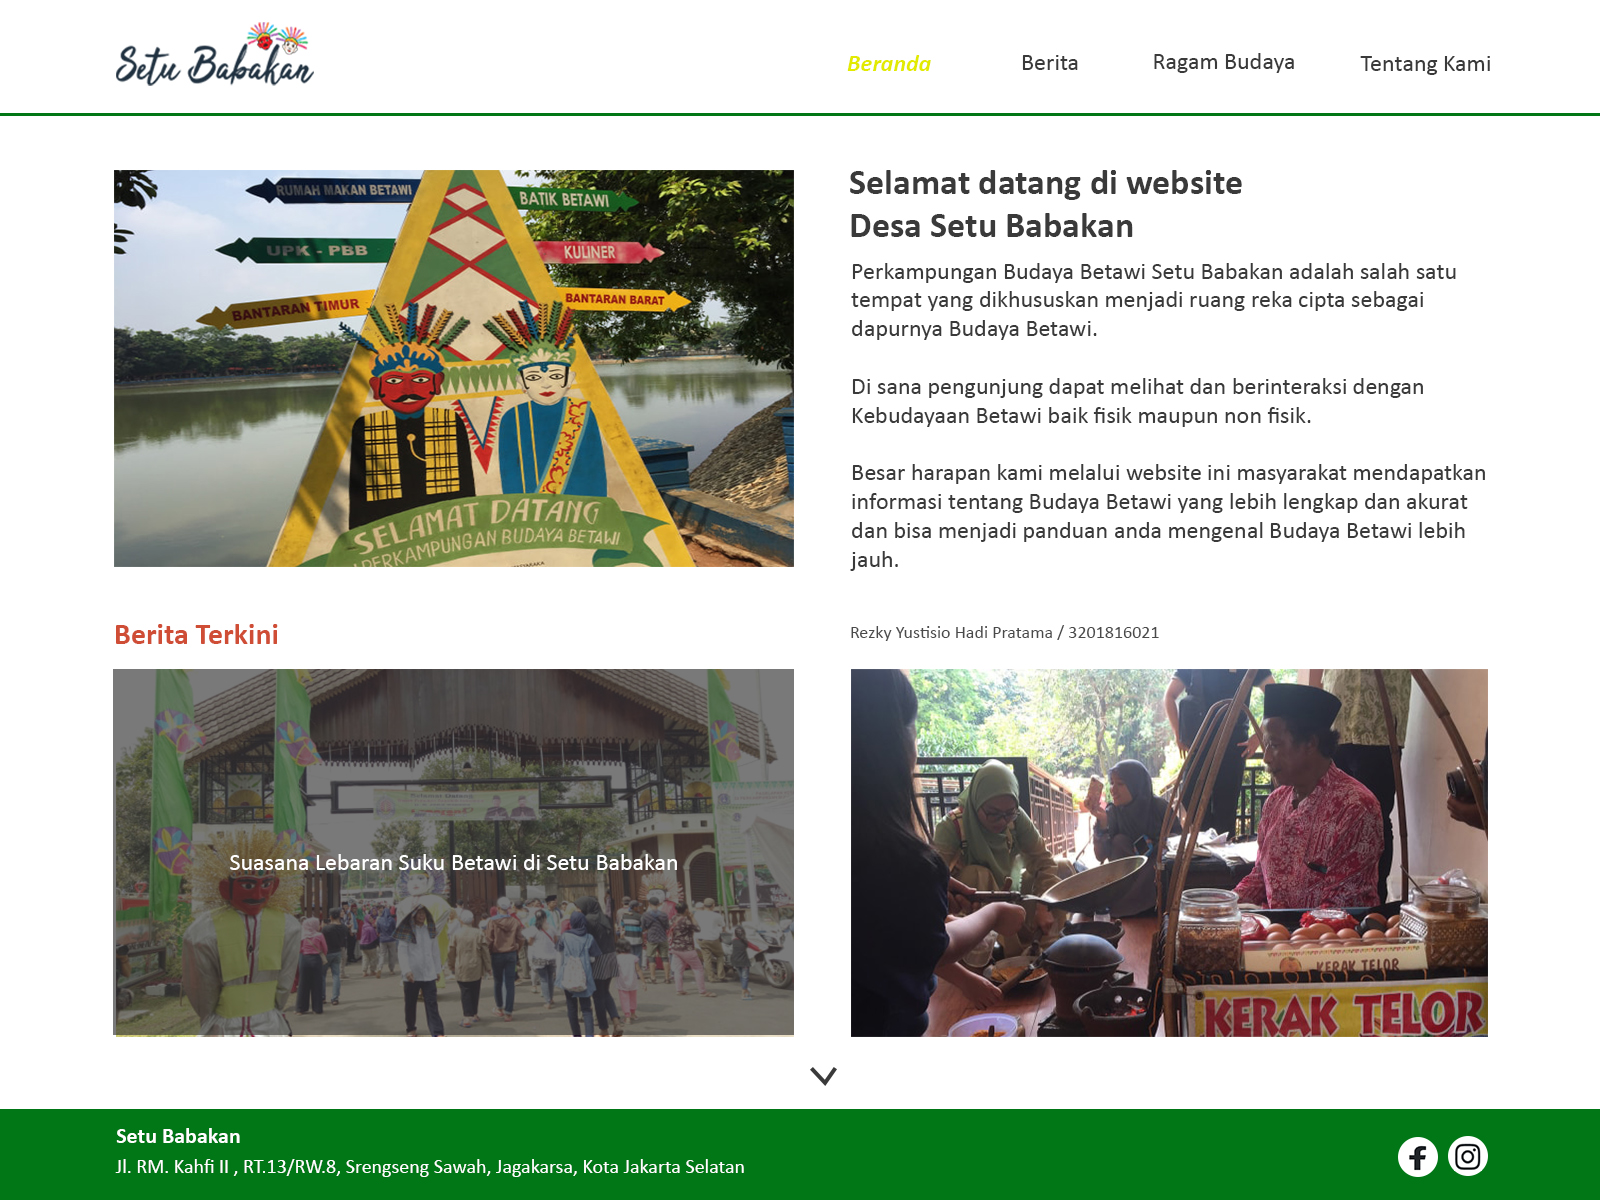 Setu Babakan
Beranda
Berita
Ragam Budaya
Tentang Kami
RUMAH MAKAN BETAWI
BATIK BETAWI
UPK - PBB
KULINER
BANTARAN TIMUR
BANTARAN BARAT
SELAMAT DATANG
PERKAMPUNGAN BUDAYA BETAWI
Selamat datang di website
Desa Setu Babakan
Perkampungan Budaya Betawi Setu Babakan adalah salah satu
tempat yang dikhususkan menjadi ruang reka cipta sebagai
dapurnya Budaya Betawi.
Di sana pengunjung dapat melihat dan berinteraksi dengan
Kebudayaan Betawi baik fisik maupun non fisik.
Besar harapan kami melalui website ini masyarakat mendapatkan
informasi tentang Budaya Betawi yang lebih lengkap dan akurat
dan bisa menjadi panduan anda mengenal Budaya Betawi lebih
jauh.
Berita Terkini
Rezky Yustisio Hadi Pratama / 3201816021
Suasana Lebaran Suku Betawi di Setu Babakan
KERAK TELOR
KERAK TELOR
Setu Babakan
Jl. RM. Kahfi II , RT.13/RW.8, Srengseng Sawah, Jagakarsa, Kota Jakarta Selatan